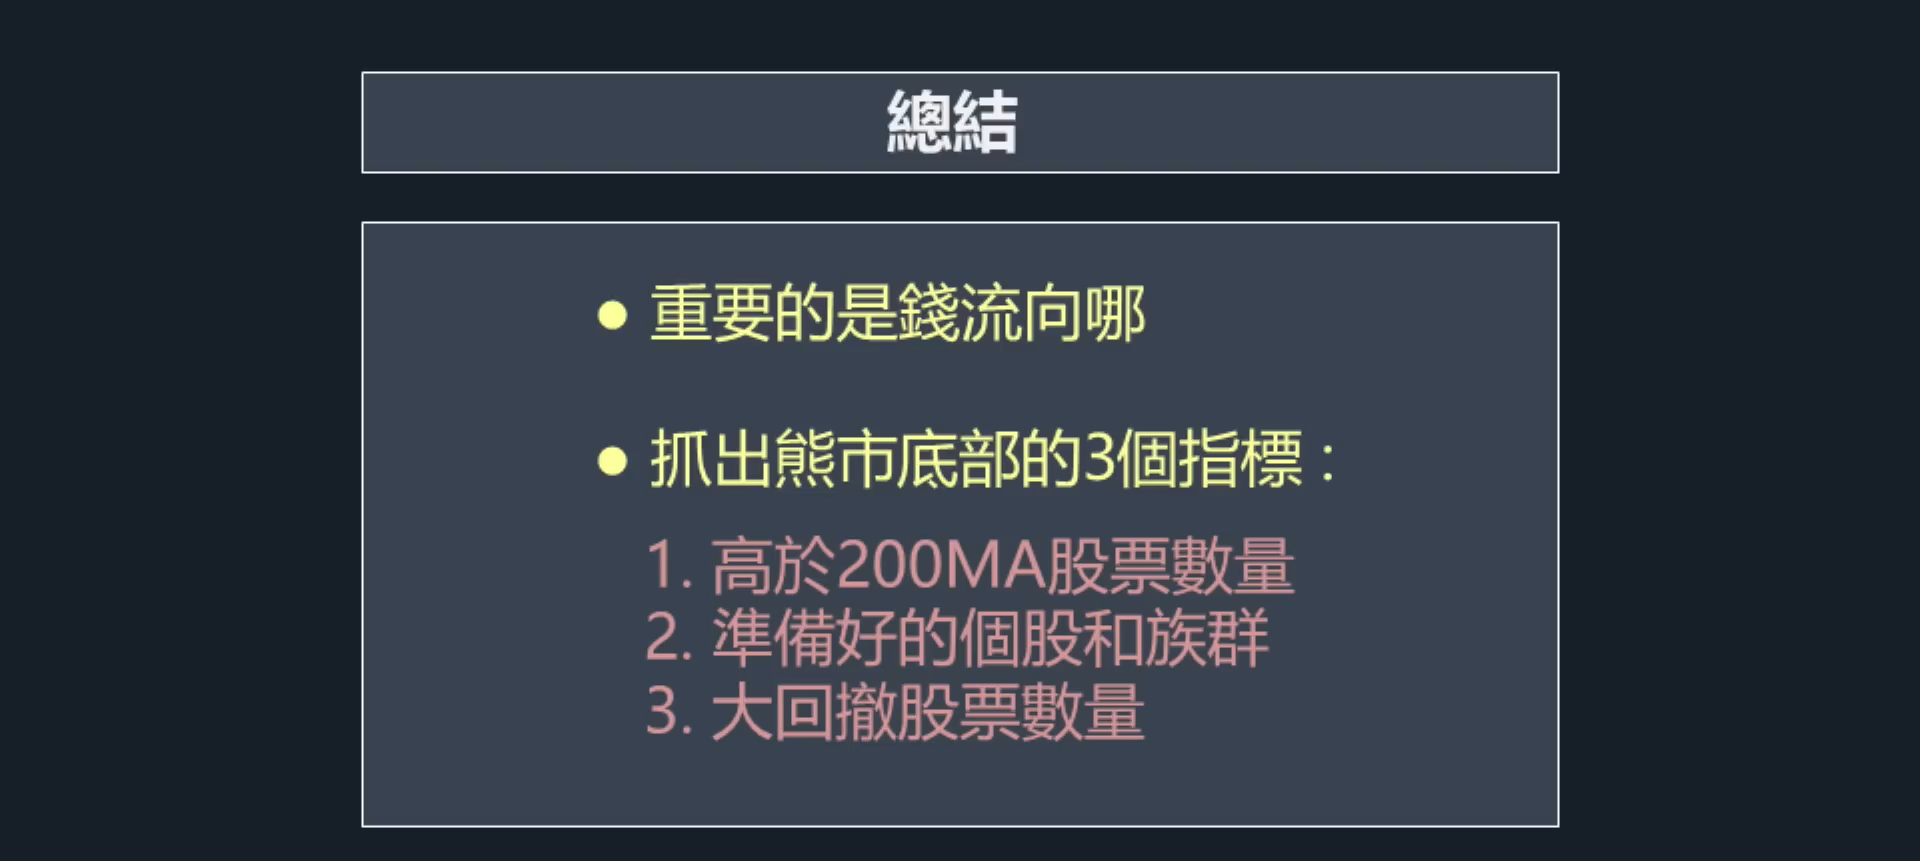 總結
● 重要的是錢流向哪
● 抓出熊市底部的3個指標：
1. 高於200MA股票數量
2. 準備好的個股和族群
3. 大回撤股票數量